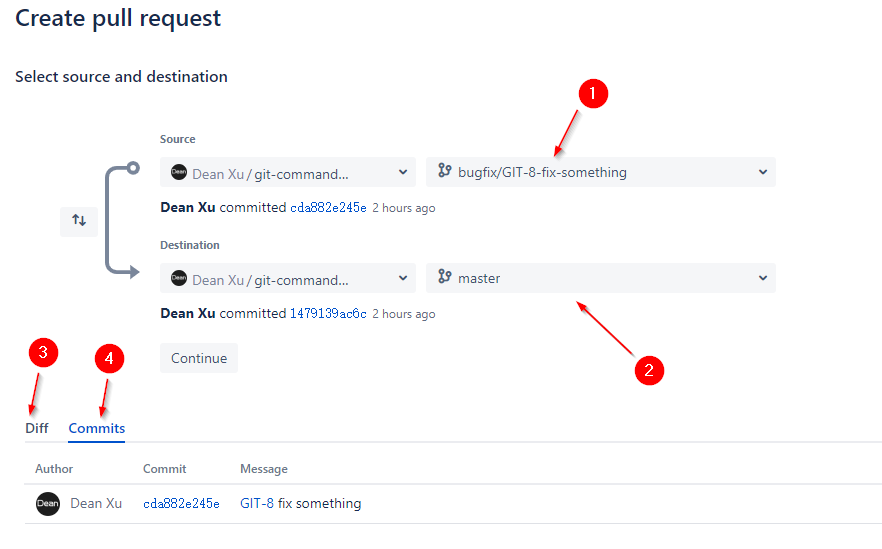 Create pull request
Select source and destination
1
Source
Dean Dean Xu / git-command... bugfix/GIT-8-fix-something
Dean Xu committed cda882e245e 2 hours ago
Destination
Dean Dean Xu / git-command... master
Dean Xu committed 1479139ac6c 2 hours ago
Continue
2
3
4
Diff Commits
Author Commit Message
Dean Dean Xu cda882e245e GIT-8 fix something